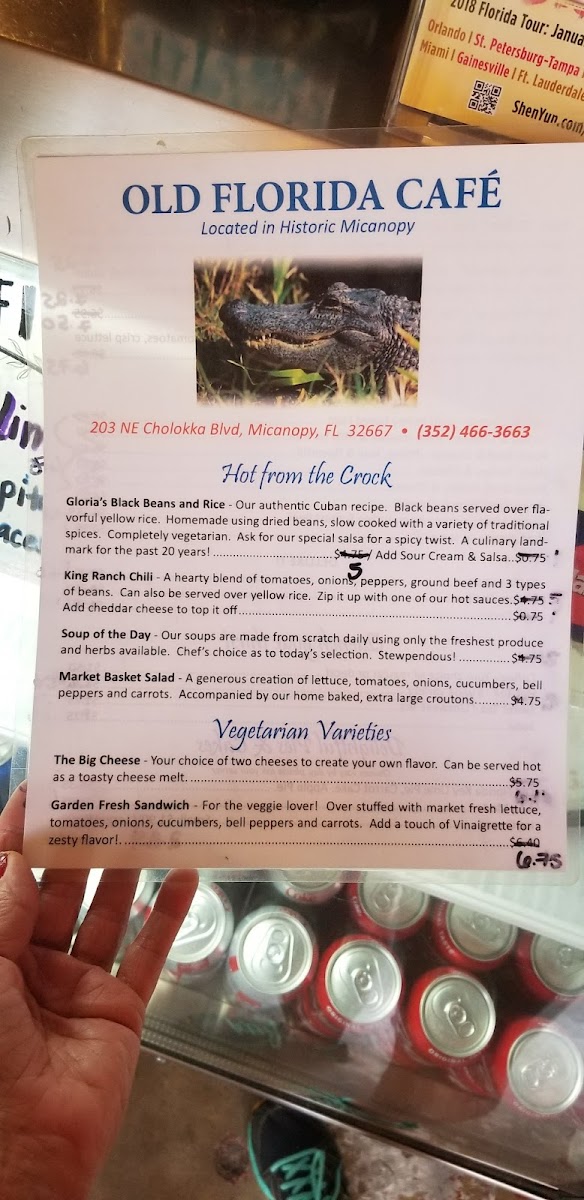 2018 Florida Tour: Janua
Orlando | St. Petersburg-Tampa |
Miami | Gainesville | Ft. Lauderdale
ShenYun.com
OLD FLORIDA CAFÉ
Located in Historic Micanopy
203 NE Cholokka Blvd, Micanopy, FL 32667 • (352) 466-3663
Hot from the Crock
Gloria's Black Beans and Rice - Our authentic Cuban recipe. Black beans served over fla-
vorful yellow rice. Homemade using dried beans, slow cooked with a variety of traditional
spices. Completely vegetarian. Ask for our special salsa for a spicy twist. A culinary land-
mark for the past 20 years! ................................$4.75/ Add Sour Cream & Salsa..$0.75
5
King Ranch Chili - A hearty blend of tomatoes, onions, peppers, ground beef and 3 types
of beans. Can also be served over yellow rice. Zip it up with one of our hot sauces.$4.75
Add cheddar cheese to top it off........................................................................$0.75
Soup of the Day - Our soups are made from scratch daily using only the freshest produce
and herbs available. Chef's choice as to today's selection. Stewpendous! ..............$4.75
Market Basket Salad - A generous creation of lettuce, tomatoes, onions, cucumbers, bell
peppers and carrots. Accompanied by our home baked, extra large croutons..........$4.75
Vegetarian Varieties
The Big Cheese - Your choice of two cheeses to create your own flavor. Can be served hot
as a toasty cheese melt. ......................................................................................$5.75
Garden Fresh Sandwich - For the veggie lover! Over stuffed with market fresh lettuce,
tomatoes, onions, cucumbers, bell peppers and carrots. Add a touch of Vinaigrette for a
zesty flavor!..........................................................................................................$6.40
6.75